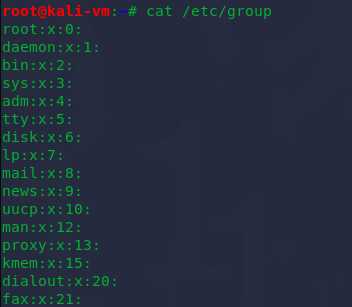 root@kali-vm:~# cat /etc/group
root:x:0:
daemon:x:1:
bin:x:2:
sys:x:3:
adm:x:4:
tty:x:5:
disk:x:6:
lp:x:7:
mail:x:8:
news:x:9:
uucp:x:10:
man:x:12:
proxy:x:13:
kmem:x:15:
dialout:x:20:
fax:x:21: